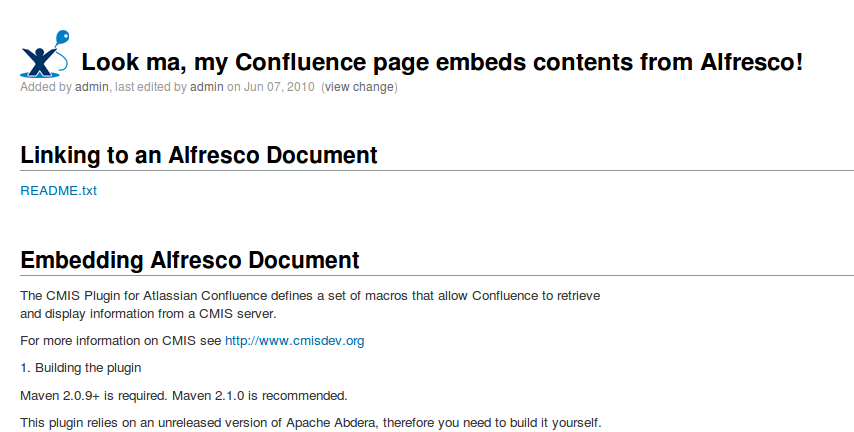 Look ma, my Confluence page embeds contents from Alfresco!
Added by admin, last edited by admin on Jun 07, 2010 (view change)
Linking to an Alfresco Document
README.txt
Embedding Alfresco Document
The CMIS Plugin for Atlassian Confluence defines a set of macros that allow Confluence to retrieve
and display information from a CMIS server.
For more information on CMIS see http://www.cmisdev.org
1. Building the plugin
Maven 2.0.9+ is required. Maven 2.1.0 is recommended.
This plugin relies on an unreleased version of Apache Abdera, therefore you need to build it yourself.